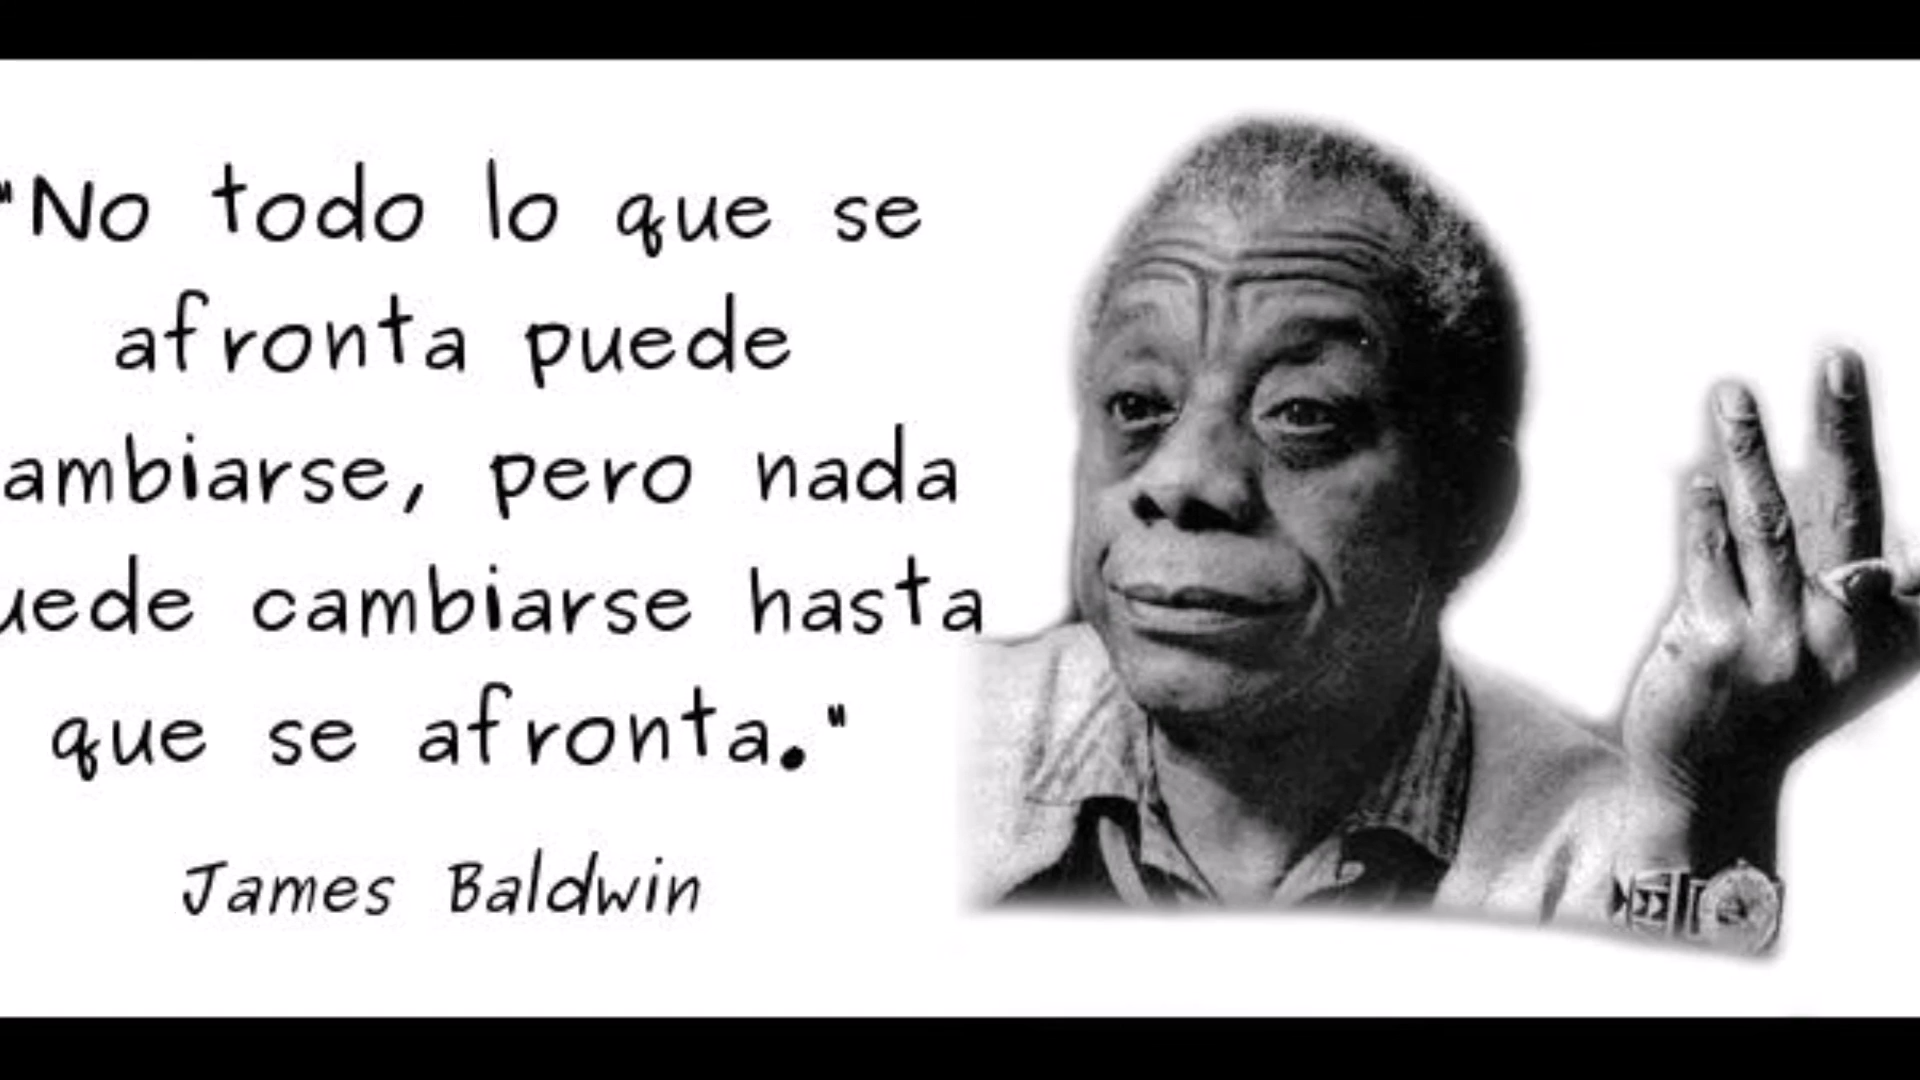 "No todo lo que se
afronta puede
ambiarse, pero nada
uede cambiarse hasta
que se afronta."
James Baldwin